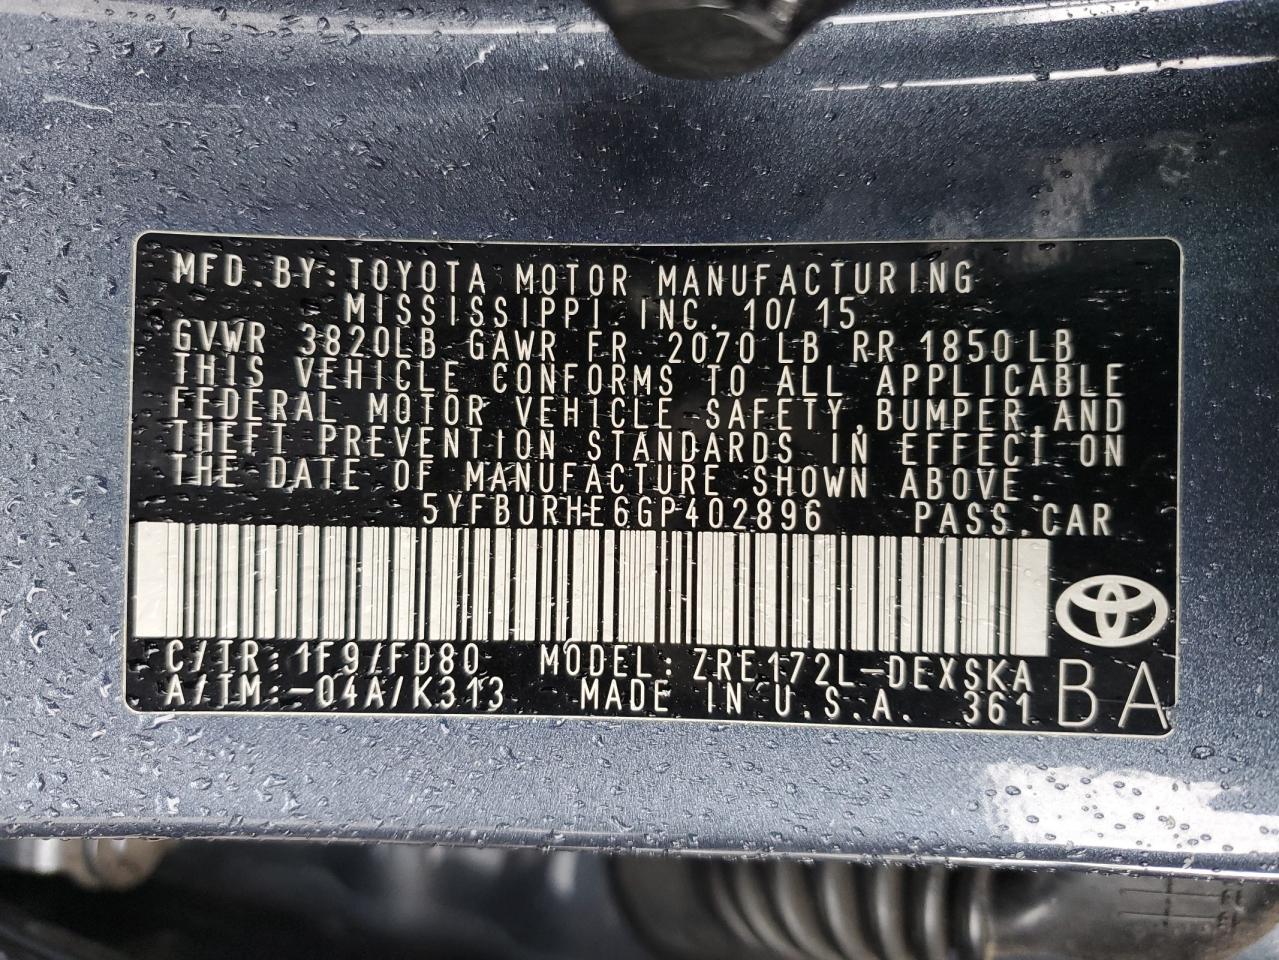 MFD.BY:TOYOTA MOTOR MANUFACTURING
MISSISSIPPI, INC. 10/ 15
GVWR 3820LB GAWR FR 2070 LB RR 1850 LB
THIS VEHICLE CONFORMS TO ALL APPLICABLE
FEDERAL MOTOR VEHICLE SAFETY,BUMPER,AND
THEFT PREVENTION STANDARDS IN EFFECT ON
THE DATE OF MANUFACTURE SHOWN ABOVE.
5YFBURHE6GP402896 PASS.CAR
C/TR: 1F9/FD80 MODEL: ZRE172L-DEXSKA
A/TM:-04A/K313 MADE IN U.S.A. 361 BA